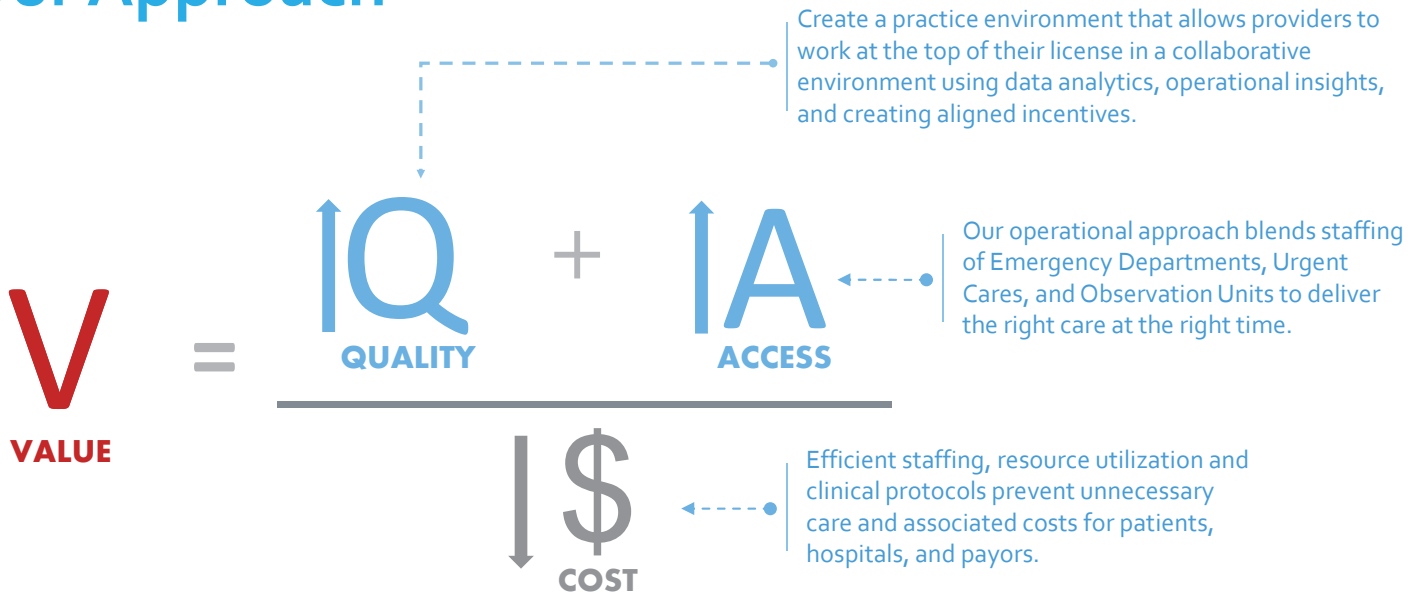 Approach
Create a practice environment that allows providers to
work at the top of their license in a collaborative
environment using data analytics, operational insights,
and creating aligned incentives.
Q
+
A
QUALITY
ACCESS
Our operational approach blends staffing
of Emergency Departments, Urgent
Cares, and Observation Units to deliver
the right care at the right time.
V
=
VALUE
$
COST
Efficient staffing, resource utilization and
clinical protocols prevent unnecessary
care and associated costs for patients,
hospitals, and payors.